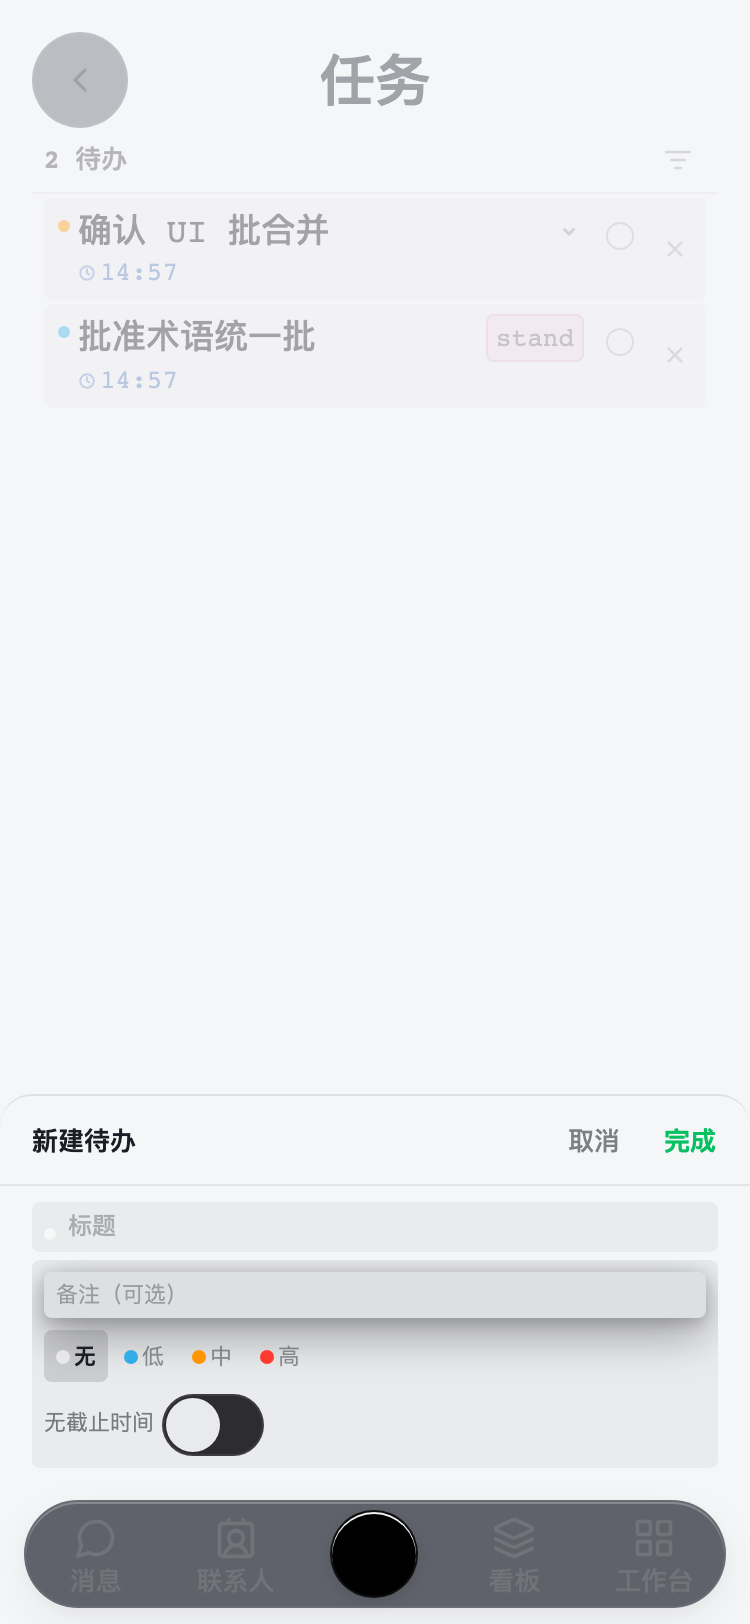 任务
2 待办
确认 UI 批合并
14:57
批准术语统一批 stand
14:57
新建待办 取消 完成
标题
备注（可选）
无 低 中 高
无截止时间
消息 联系人 看板 工作台